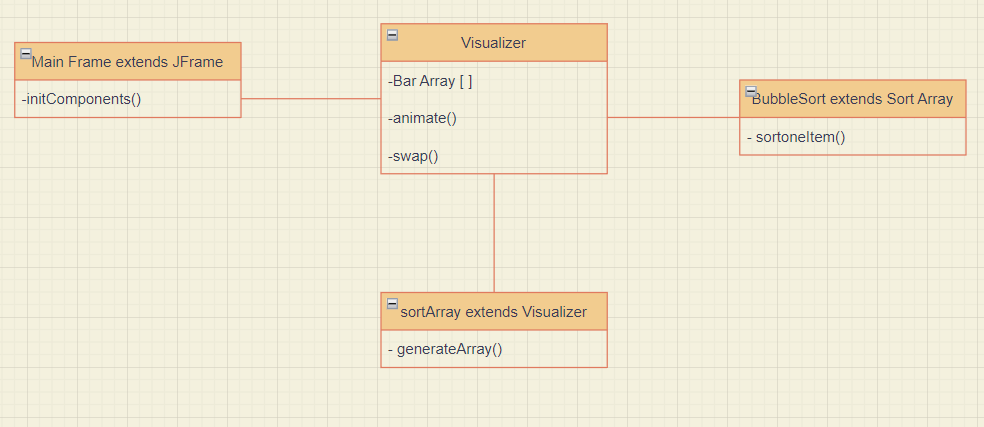 Main Frame extends JFrame
-initComponents()
Visualizer
-Bar Array [ ]
-animate()
-swap()
BubbleSort extends Sort Array
- sortoneItem()
sortArray extends Visualizer
- generateArray()